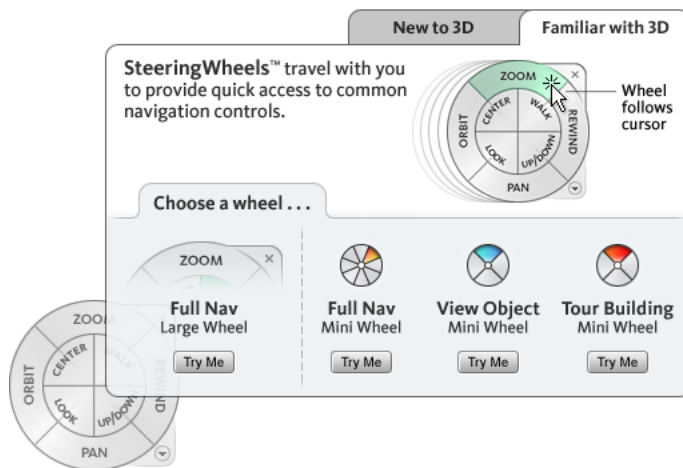 New to 3D
Familiar with 3D
SteeringWheels™ travel with you
to provide quick access to common
navigation controls.
ZOOM
CENTER
WALK
ORBIT
REWIND
LOOK
UP/DOWN
PAN
Wheel
follows
cursor
Choose a wheel . . .
ZOOM
Full Nav
Large Wheel
Try Me
Full Nav
Mini Wheel
Try Me
View Object
Mini Wheel
Try Me
Tour Building
Mini Wheel
Try Me
ZOOM
CENTER
WALK
ORBIT
REWIND
LOOK
UP/DOWN
PAN